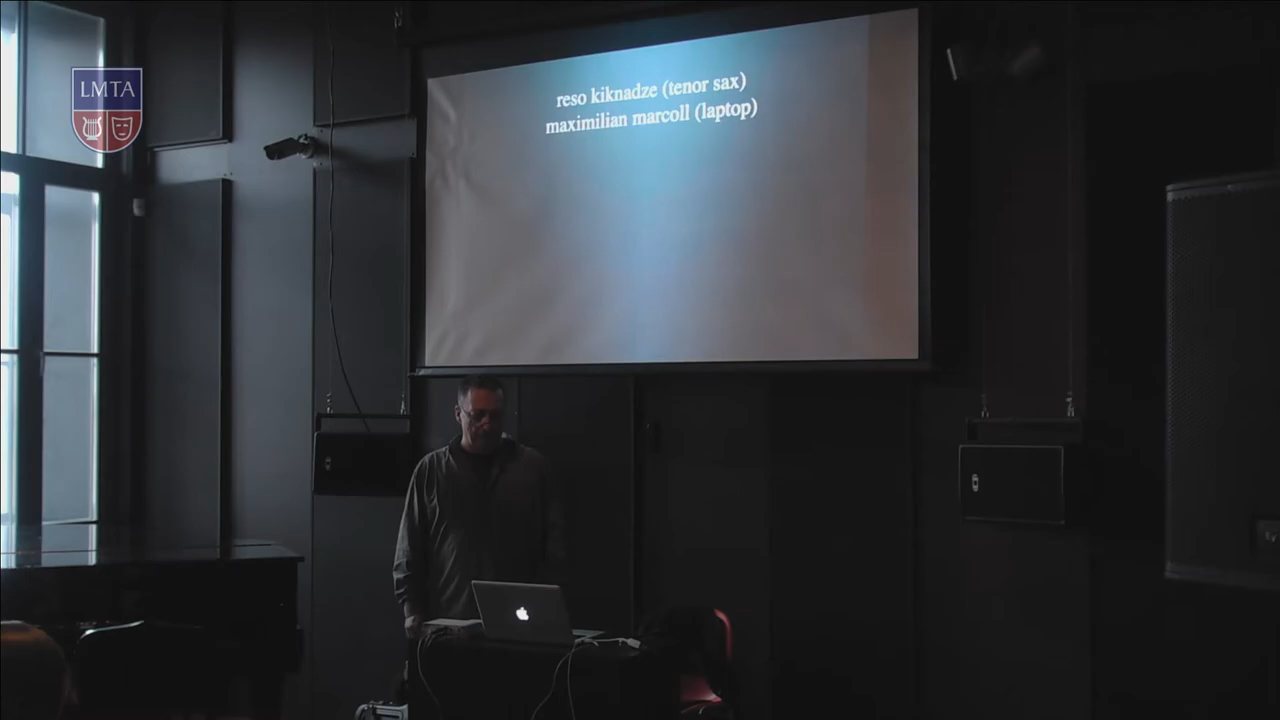 LMTA
reso kiknadze (tenor sax)
maximilian marcoll (laptop)